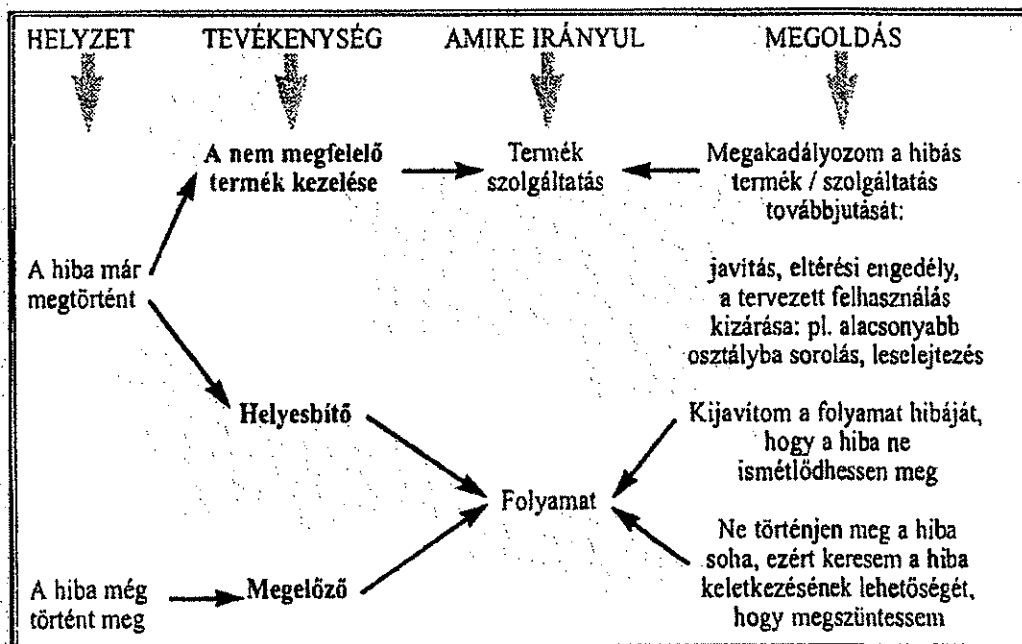 HELYZET
TEVÉKENYSÉG
AMIRE IRÁNYUL
MEGOLDÁS
A nem megfelelő
termék kezelése
Termék
szolgáltatás
Megakadályozom a hibás
termék / szolgáltatás
továbbjutását:
A hiba már
megtörtént
javítás, eltérési engedély,
a tervezett felhasználás
kizárása: pl. alacsonyabb
osztályba sorolás, leselejtezés
Helyesbítő
Kijavítom a folyamat hibáját,
hogy a hiba ne
ismétlődhessen meg
Folyamat
Ne történjen meg a hiba
soha, ezért keresem a hiba
keletkezésének lehetőségét,
hogy megszüntessem
A hiba még
történt meg
Megelőző